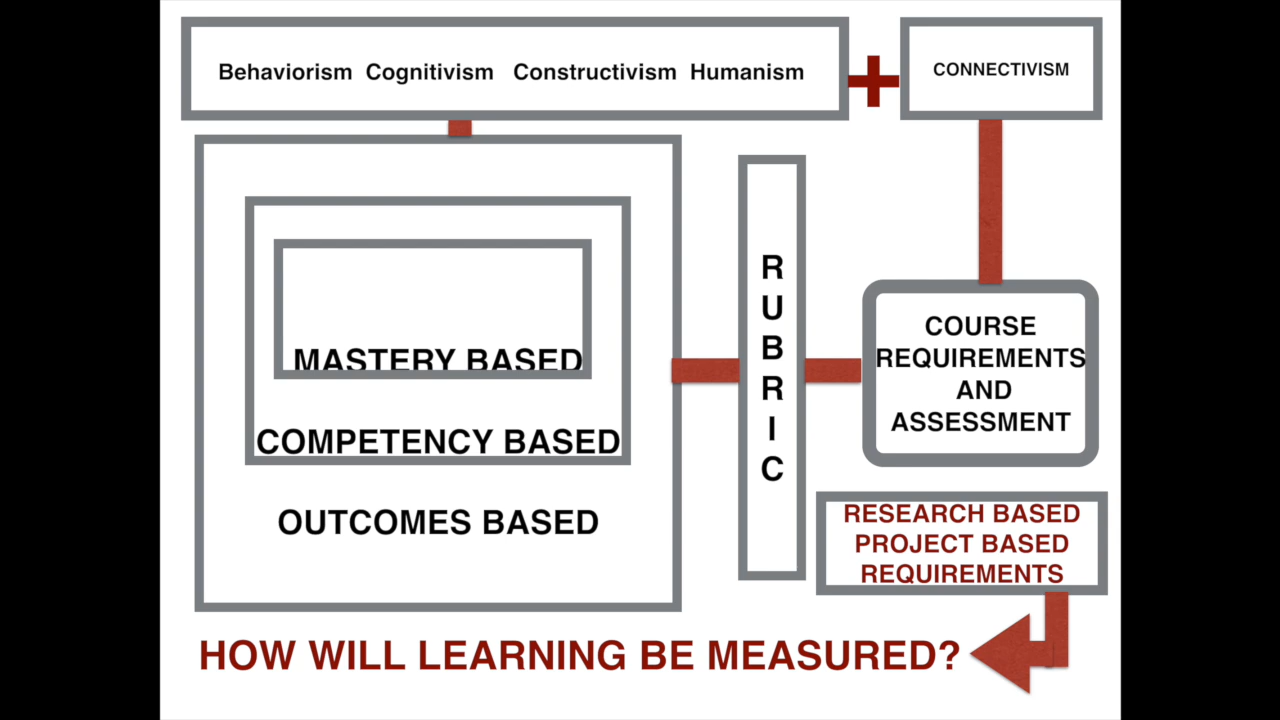 Behaviorism Cognitivism Constructivism Humanism
CONNECTIVISM
MASTERY BASED
COMPETENCY BASED
OUTCOMES BASED
R
U
B
R
I
C
COURSE
REQUIREMENTS
AND
ASSESSMENT
RESEARCH BASED
PROJECT BASED
REQUIREMENTS
HOW WILL LEARNING BE MEASURED?